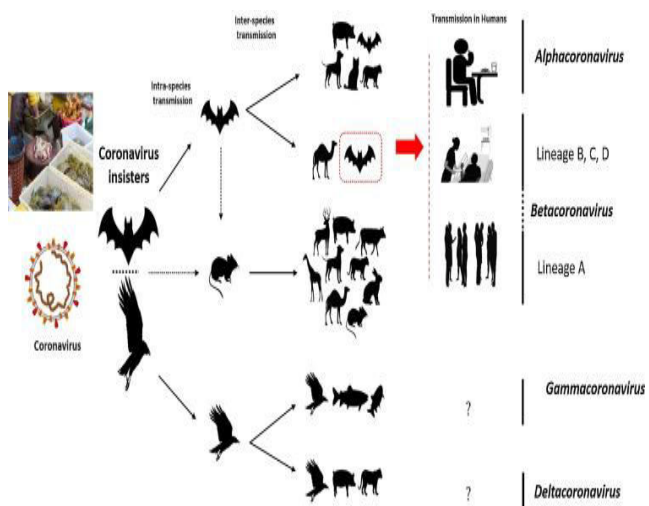 Inter-species
transmission
Transmission in Humans
Alphacoronavirus
Intra-species
transmission
Coronavirus
insisters
Lineage B, C, D
Betacoronavirus
Lineage A
Coronavirus
Gammacoronavirus
?
?
Deltacoronavirus